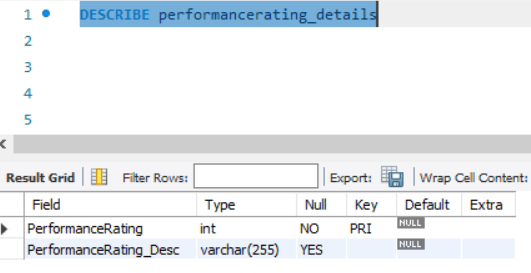 1 DESCRIBE performancerating_details
2
3
4
5
Result Grid Filter Rows: Export: Wrap Cell Content:
Field Type Null Key Default Extra
PerformanceRating int NO PRI NULL
PerformanceRating_Desc varchar(255) YES NULL